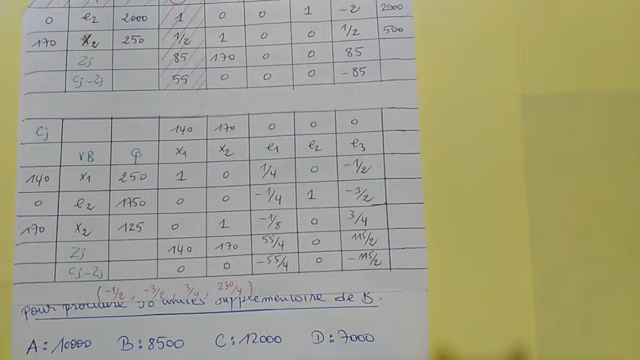 0 e₂ 2000 1 0 0 1 -2 2000
170 x₂ 250 1/2 1 0 0 1/2 500
Zj 85 170 0 0 85
Cj-Zj 55 0 0 0 -85
Cj 140 170 0 0 0
VB Q x₁ x₂ e₁ e₂ e₃
140 x₁ 250 1 0 1/4 0 -1/2
0 e₂ 1750 0 0 -1/4 1 -3/2
170 x₂ 125 0 1 -1/8 0 3/4
Zj 140 170 55/4 0 115/2
Cj-Zj 0 0 -55/4 0 -115/2
(-1/2, -3/2, 3/4, 230/4)
pour produire unités supplémentaire de B.
A: 10000 B: 8500 C: 12000 D: 7000